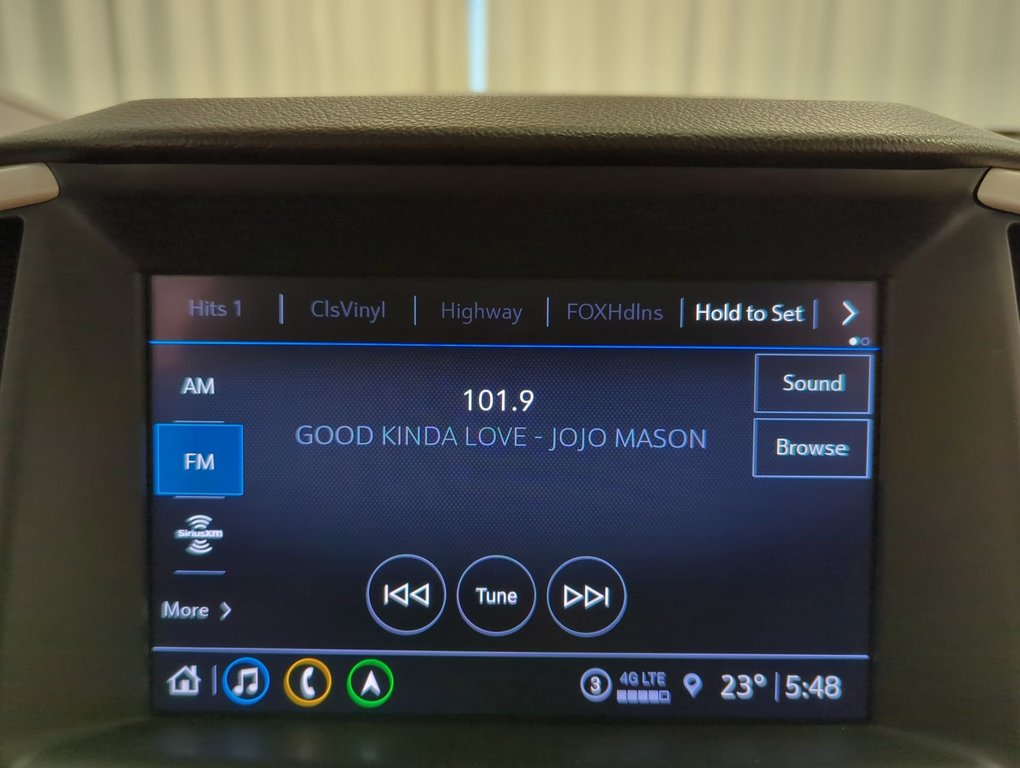 Hits 1 ClsVinyl Highway FOXHdlns Hold to Set
AM
101.9
Sound
GOOD KINDA LOVE - JOJO MASON
Browse
FM
SiriusXM
Tune
More
3 4G LTE 23° 5:48